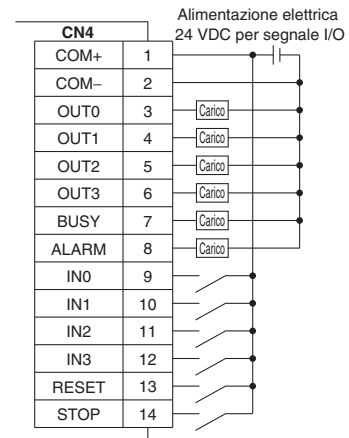 Alimentazione elettrica
24 VDC per segnale I/O
CN4
COM+ 1
COM– 2
OUT0 3 Carico
OUT1 4 Carico
OUT2 5 Carico
OUT3 6 Carico
BUSY 7 Carico
ALARM 8 Carico
IN0 9
IN1 10
IN2 11
IN3 12
RESET 13
STOP 14